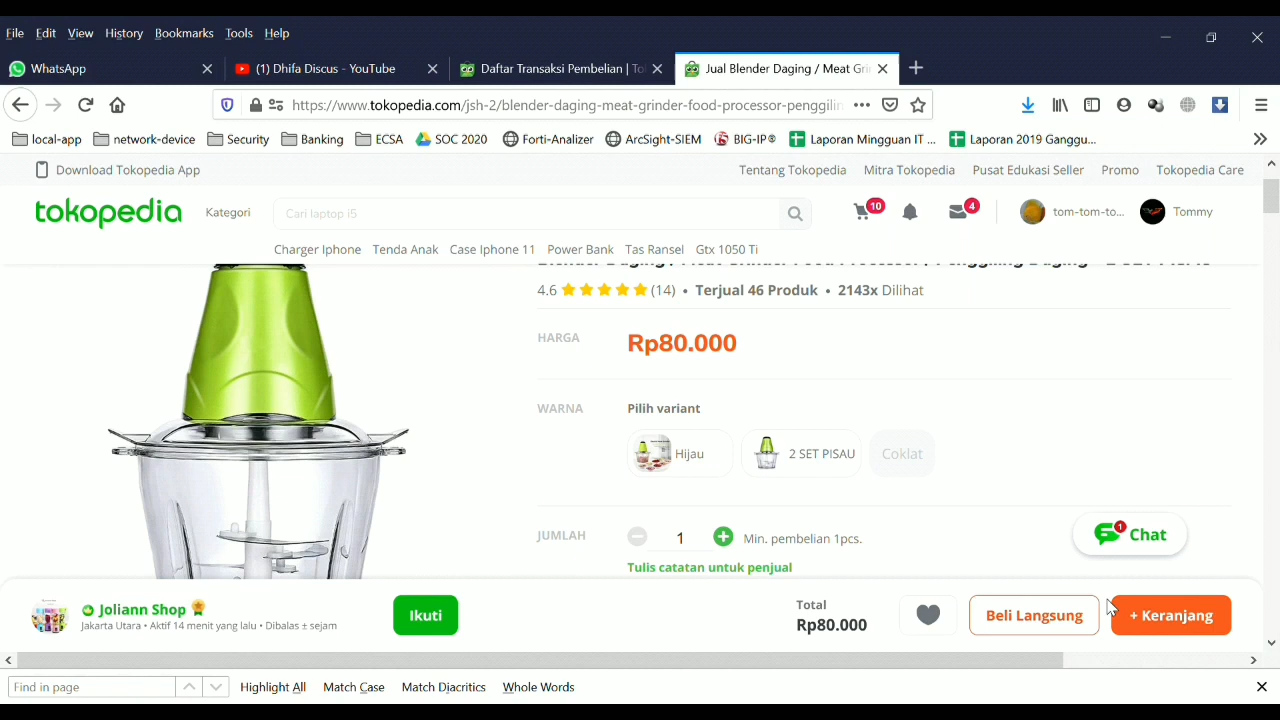 File Edit View History Bookmarks Tools Help
WhatsApp (1) Dhifa Discus - YouTube Daftar Transaksi Pembelian | To Jual Blender Daging / Meat Gri
https://www.tokopedia.com/jsh-2/blender-daging-meat-grinder-food-processor-penggilin
local-app network-device Security Banking ECSA SOC 2020 Forti-Analizer ArcSight-SIEM BIG-IP® Laporan Mingguan IT ... Laporan 2019 Ganggu...
Download Tokopedia App Tentang Tokopedia Mitra Tokopedia Pusat Edukasi Seller Promo Tokopedia Care
tokopedia Kategori Cari laptop i5 10 4 tom-tom-to... Tommy
Charger Iphone Tenda Anak Case Iphone 11 Power Bank Tas Ransel Gtx 1050 Ti
4.6 (14) • Terjual 46 Produk • 2143x Dilihat
HARGA Rp80.000
WARNA Pilih variant
Hijau 2 SET PISAU Coklat
JUMLAH 1 Min. pembelian 1pcs.
1 Chat
Tulis catatan untuk penjual
Joliann Shop
Jakarta Utara • Aktif 14 menit yang lalu • Dibalas ± sejam
Ikuti
Total
Rp80.000
Beli Langsung + Keranjang
Find in page Highlight All Match Case Match Diacritics Whole Words